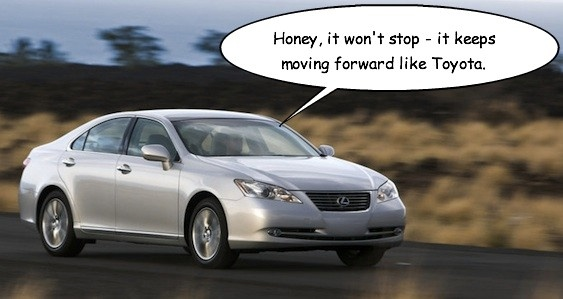 Honey, it won't stop - it keeps
moving forward like Toyota.